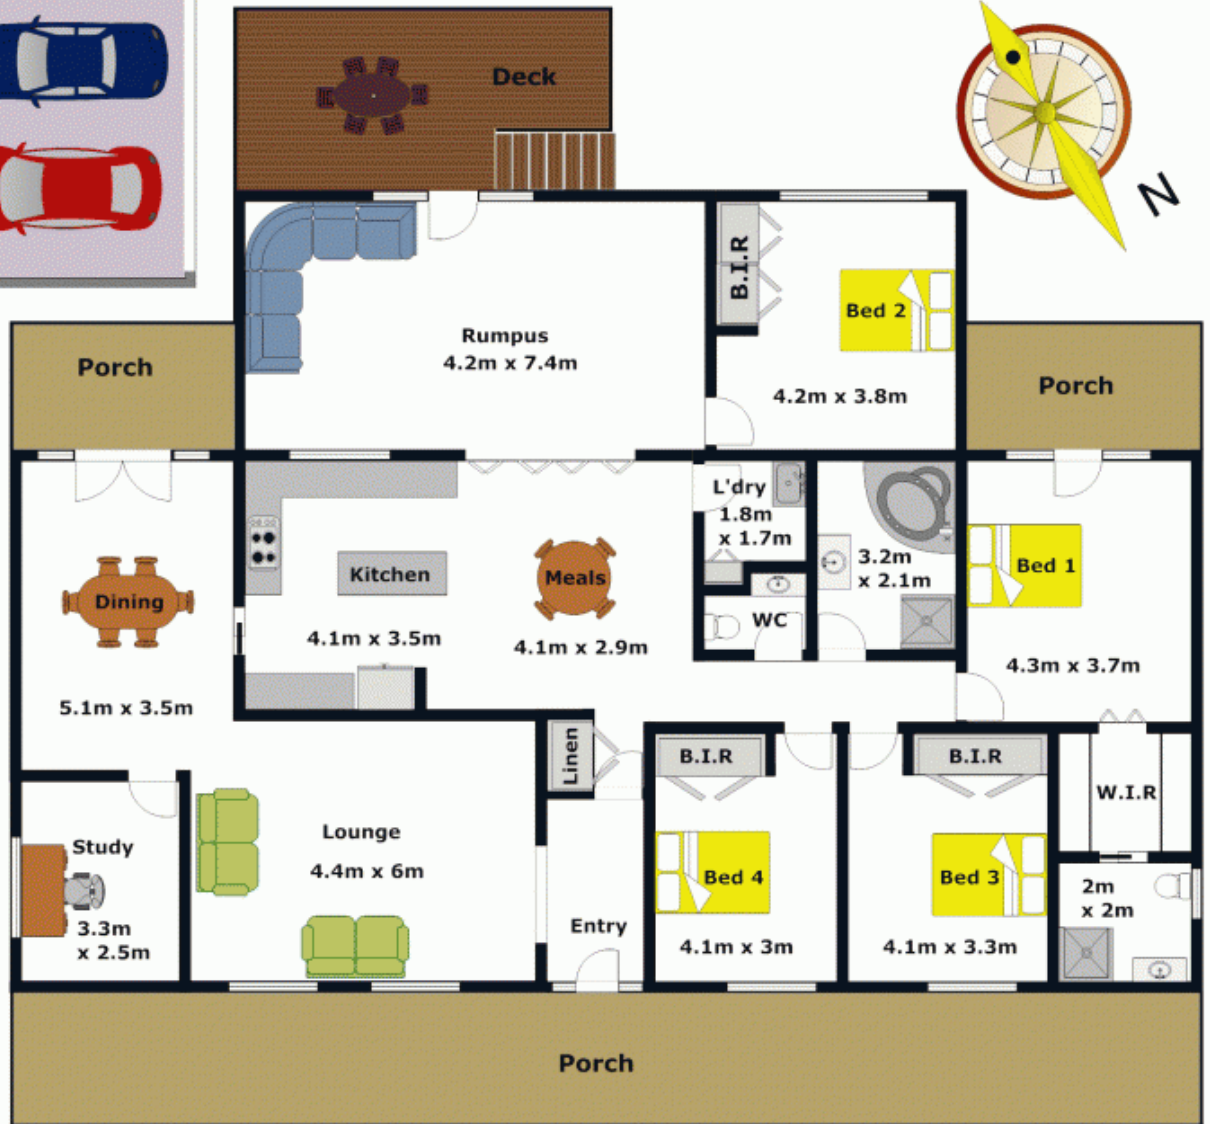 Deck
N
B.I.R
Bed 2
Rumpus
4.2m x 7.4m
Porch
Porch
4.2m x 3.8m
L'dry
1.8m
x 1.7m
3.2m
x 2.1m
Bed 1
Kitchen
Meals
Dining
WC
4.1m x 3.5m
4.1m x 2.9m
4.3m x 3.7m
5.1m x 3.5m
Linen
B.I.R
B.I.R
W.I.R
Lounge
4.4m x 6m
Study
3.3m
x 2.5m
Bed 4
Bed 3
2m
x 2m
Entry
4.1m x 3m
4.1m x 3.3m
Porch